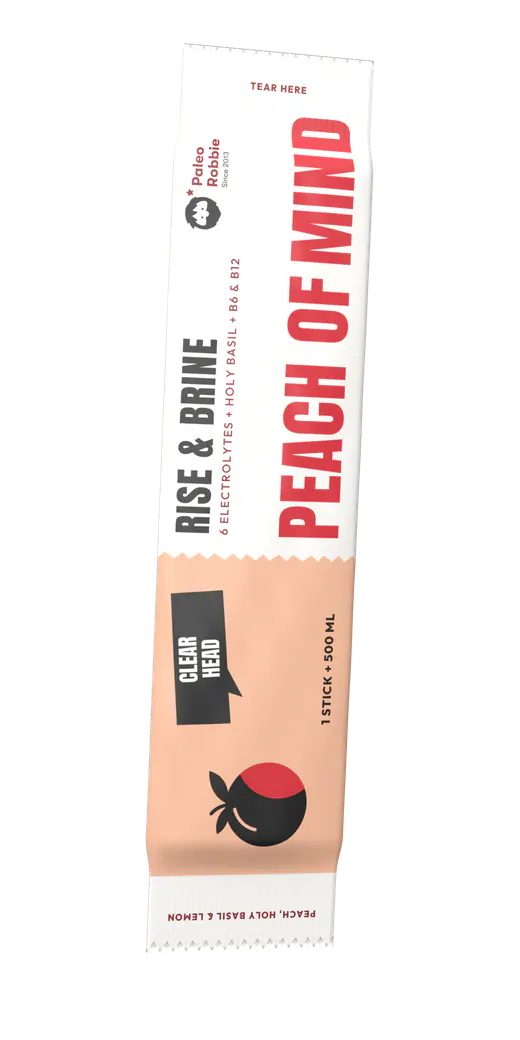 TEAR HERE
Paleo
Robbie
Since 2013
RISE & BRINE
6 ELECTROLYTES + HOLY BASIL + B6 & B12
PEACH OF MIND
CLEAR
HEAD
1 STICK + 500 ML
PEACH, HOLY BASIL & LEMON